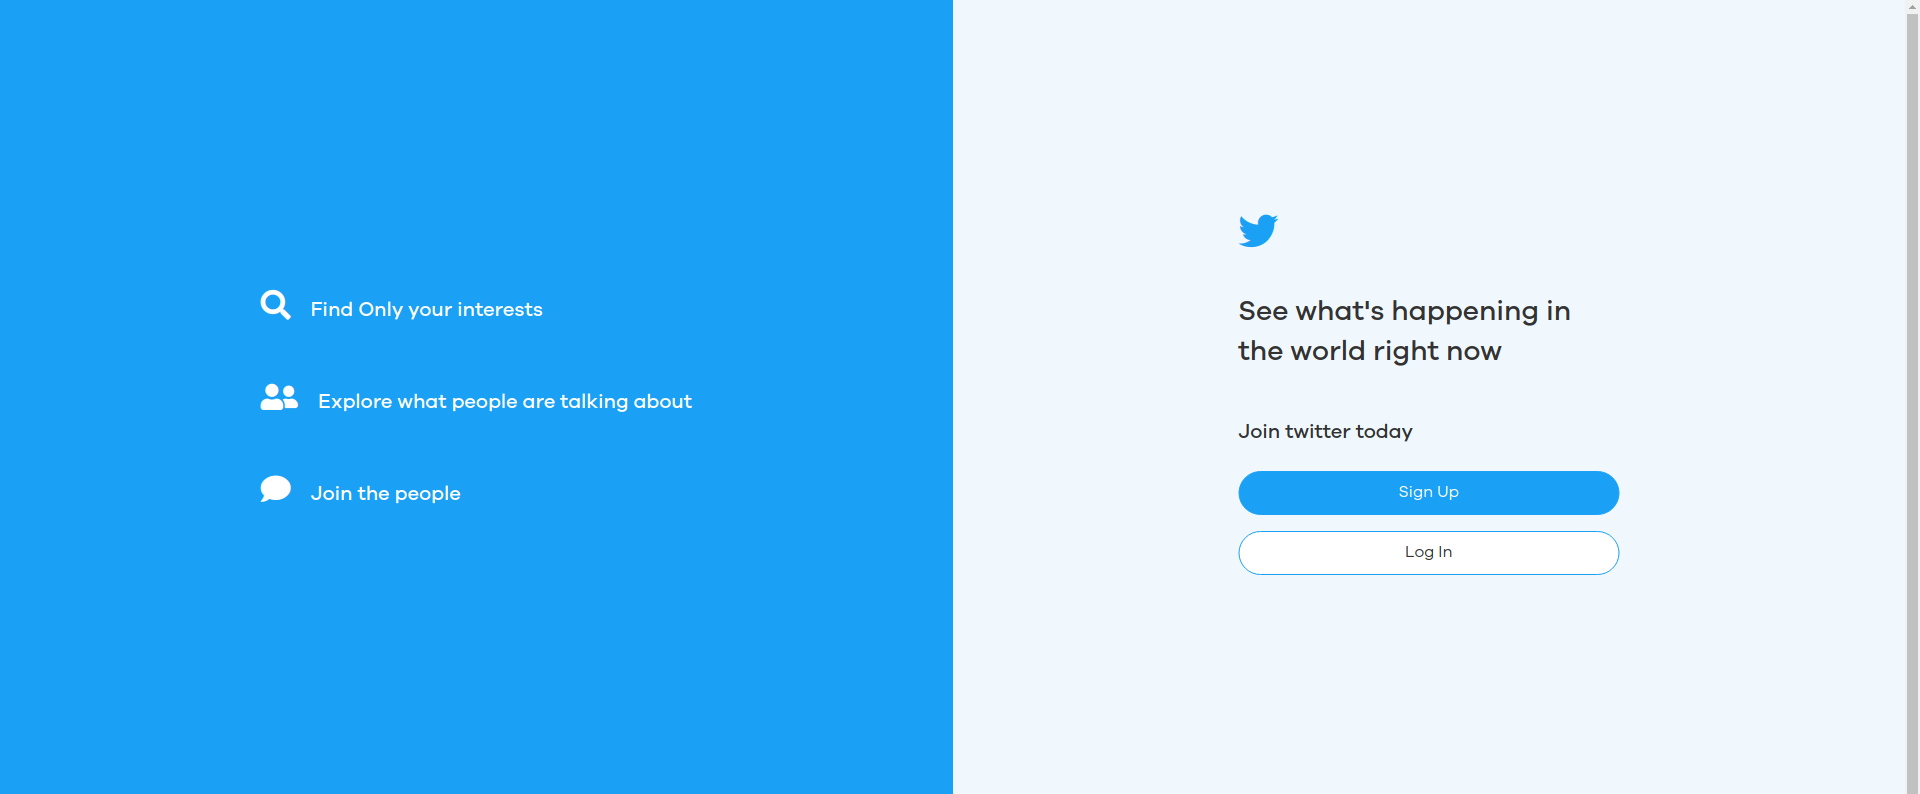 Find Only your interests
Explore what people are talking about
Join the people
See what's happening in
the world right now
Join twitter today
Sign Up
Log In